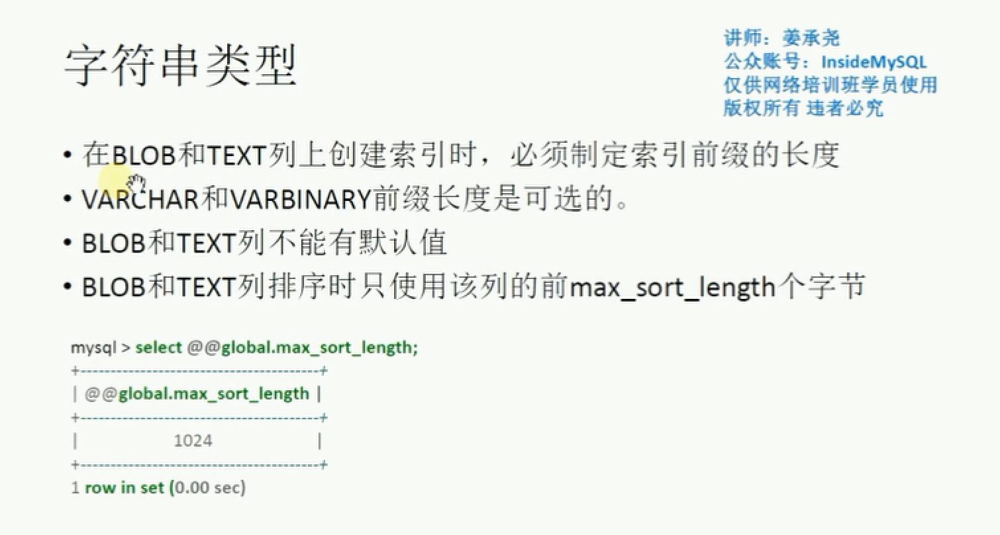 字符串类型
讲师：姜承尧
公众账号：InsideMySQL
仅供网络培训班学员使用
版权所有 违者必究
• 在BLOB和TEXT列上创建索引时，必须制定索引前缀的长度
• VARCHAR和VARBINARY前缀长度是可选的。
• BLOB和TEXT列不能有默认值
• BLOB和TEXT列排序时只使用该列的前max_sort_length个字节
mysql > select @@global.max_sort_length;
+---------------------------------------+
| @@global.max_sort_length |
+---------------------------------------+
| 1024 |
+---------------------------------------+
1 row in set (0.00 sec)